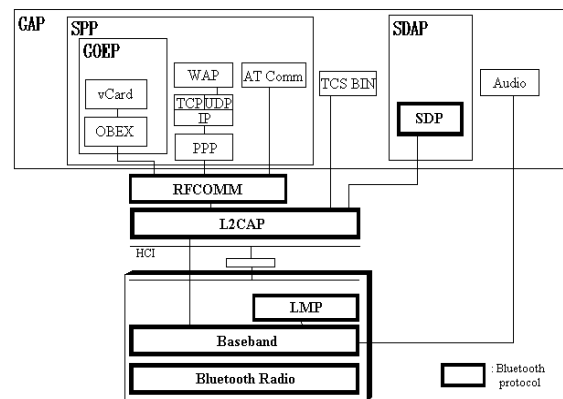 GAP
SPP
SDAP
GOEP
WAP
AT Comm
TCS BIN
Audio
vCard
TCP UDP
IP
SDP
OBEX
PPP
RFCOMM
L2CAP
HCI
LMP
Baseband
Bluetooth Radio
: Bluetooth
protocol